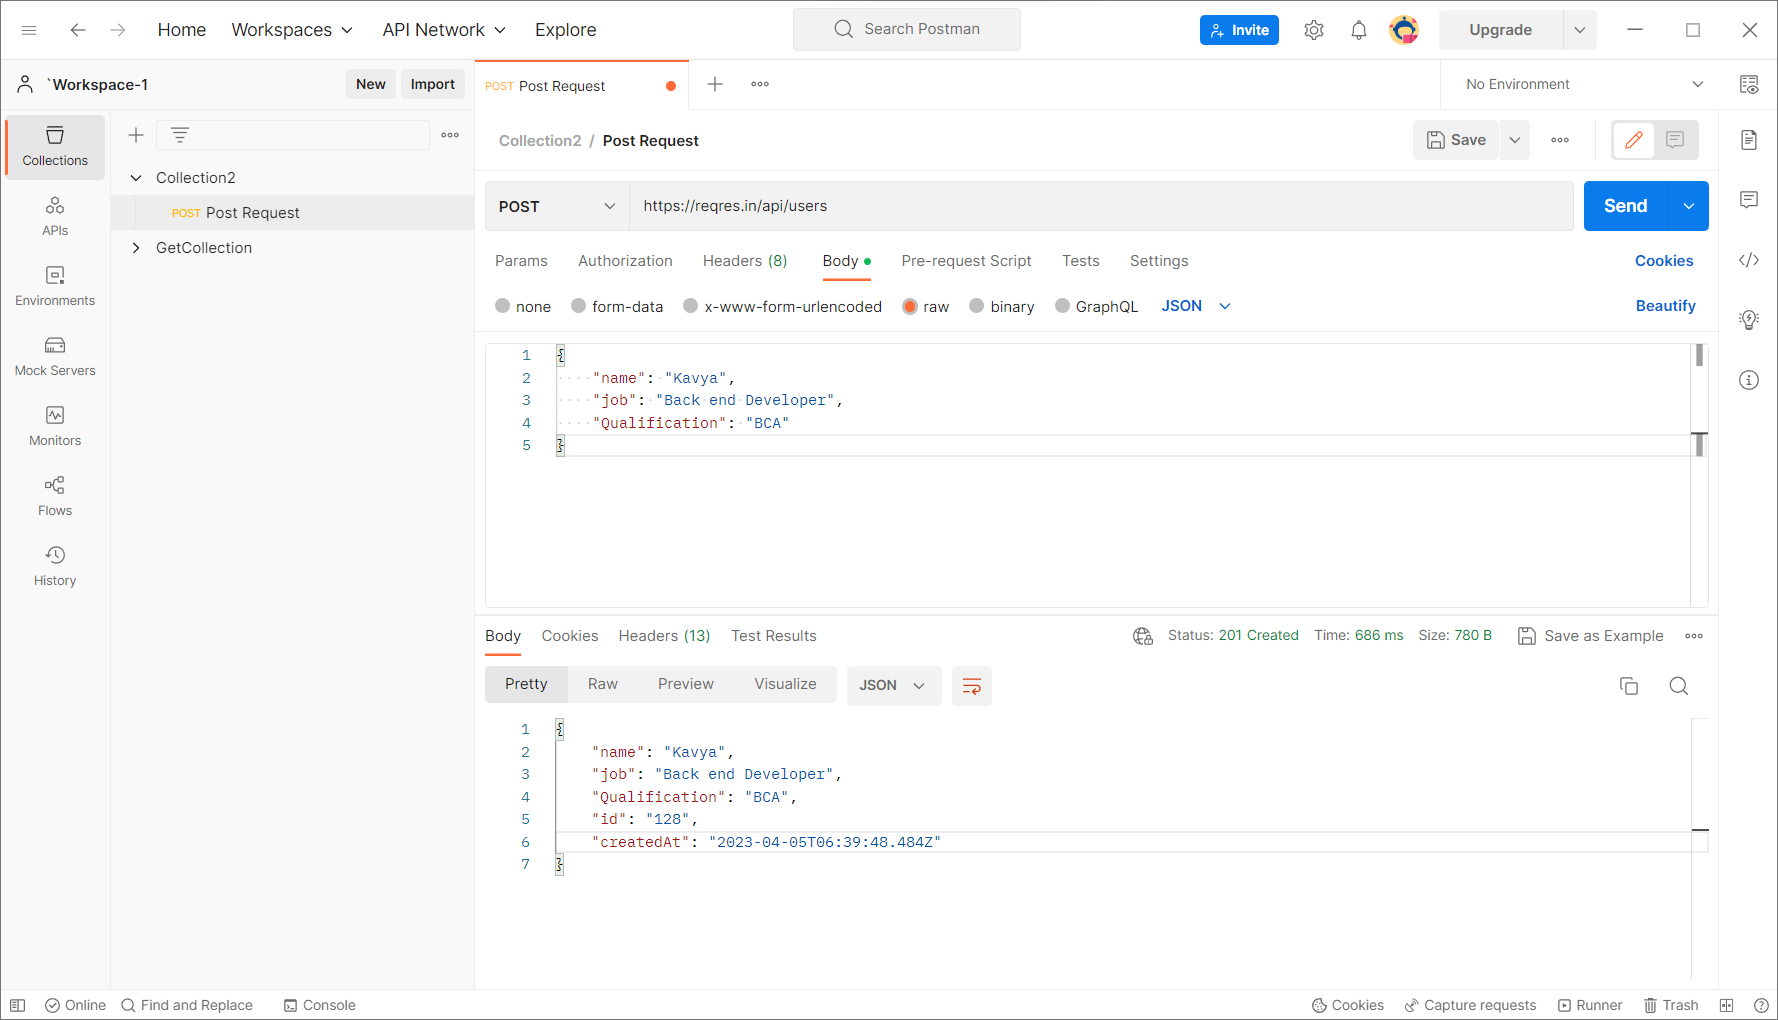 Home Workspaces API Network Explore Search Postman Invite Upgrade
`Workspace-1 New Import POST Post Request No Environment
Collections
APIs
Environments
Mock Servers
Monitors
Flows
History
Collection2
POST Post Request
GetCollection
Collection2 / Post Request Save
POST https://reqres.in/api/users Send
Params Authorization Headers (8) Body Pre-request Script Tests Settings Cookies
none form-data x-www-form-urlencoded raw binary GraphQL JSON Beautify
1 {
2 "name": "Kavya",
3 "job": "Back end Developer",
4 "Qualification": "BCA"
5 }
Body Cookies Headers (13) Test Results Status: 201 Created Time: 686 ms Size: 780 B Save as Example
Pretty Raw Preview Visualize JSON
1 {
2 "name": "Kavya",
3 "job": "Back end Developer",
4 "Qualification": "BCA",
5 "id": "128",
6 "createdAt": "2023-04-05T06:39:48.484Z"
7 }
Online Find and Replace Console Cookies Capture requests Runner Trash